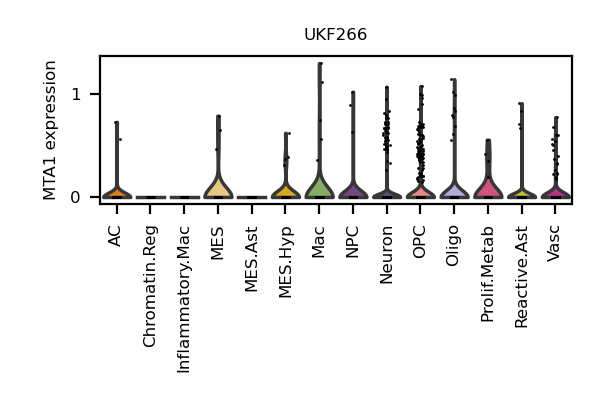 UKF266
MTA1 expression
1
0
AC
Chromatin.Reg
Inflammatory.Mac
MES
MES.Ast
MES.Hyp
Mac
NPC
Neuron
OPC
Oligo
Prolif.Metab
Reactive.Ast
Vasc